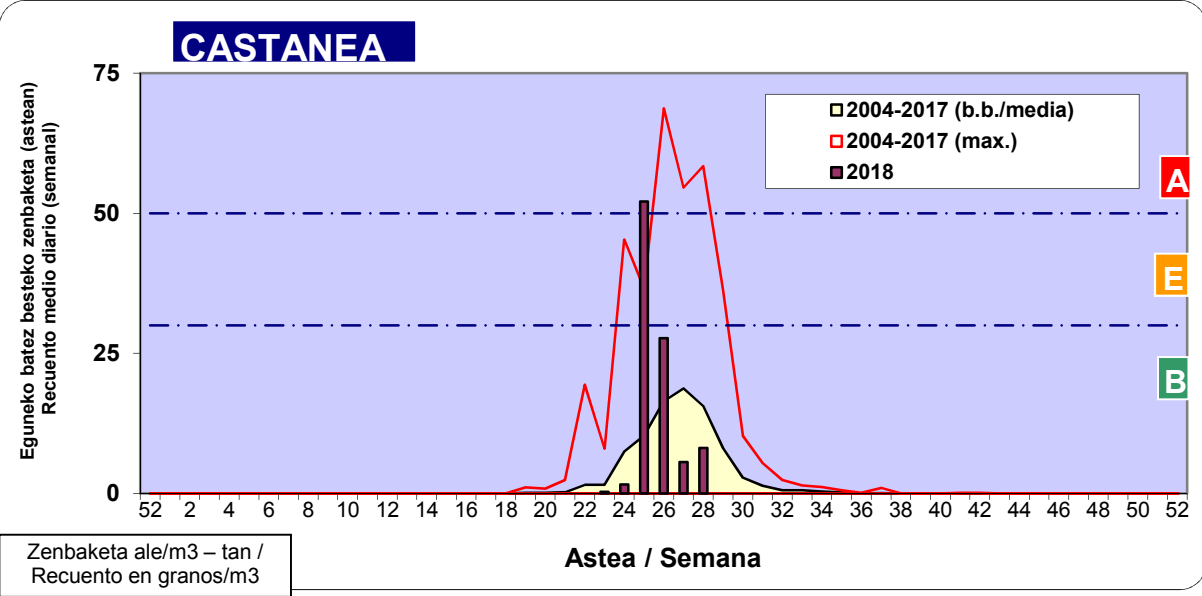 CASTANEA
Eguneko batez besteko zenbaketa (astean)
Recuento medio diario (semanal)
75
50
25
0
2004-2017 (b.b./media)
2004-2017 (max.)
2018
A
E
B
52 2 4 6 8 10 12 14 16 18 20 22 24 26 28 30 32 34 36 38 40 42 44 46 48 50 52
Astea / Semana
Zenbaketa ale/m3 – tan /
Recuento en granos/m3